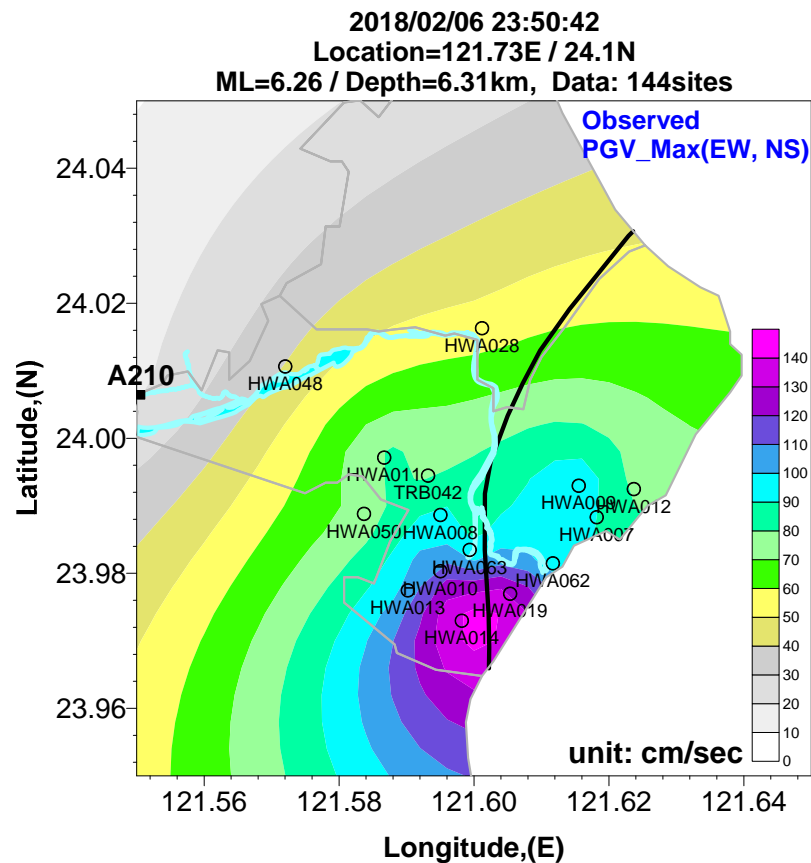 2018/02/06 23:50:42
Location=121.73E / 24.1N
ML=6.26 / Depth=6.31km, Data: 144sites
Observed
PGV_Max(EW, NS)
24.04
24.02
24.00
23.98
23.96
Latitude,(N)
A210
HWA028
HWA048
HWA011
TRB042
HWA009
HWA012
HWA050
HWA008
HWA007
HWA063
HWA062
HWA010
HWA013
HWA019
HWA014
140
130
120
110
100
90
80
70
60
50
40
30
20
10
0
unit: cm/sec
121.56
121.58
121.60
121.62
121.64
Longitude,(E)